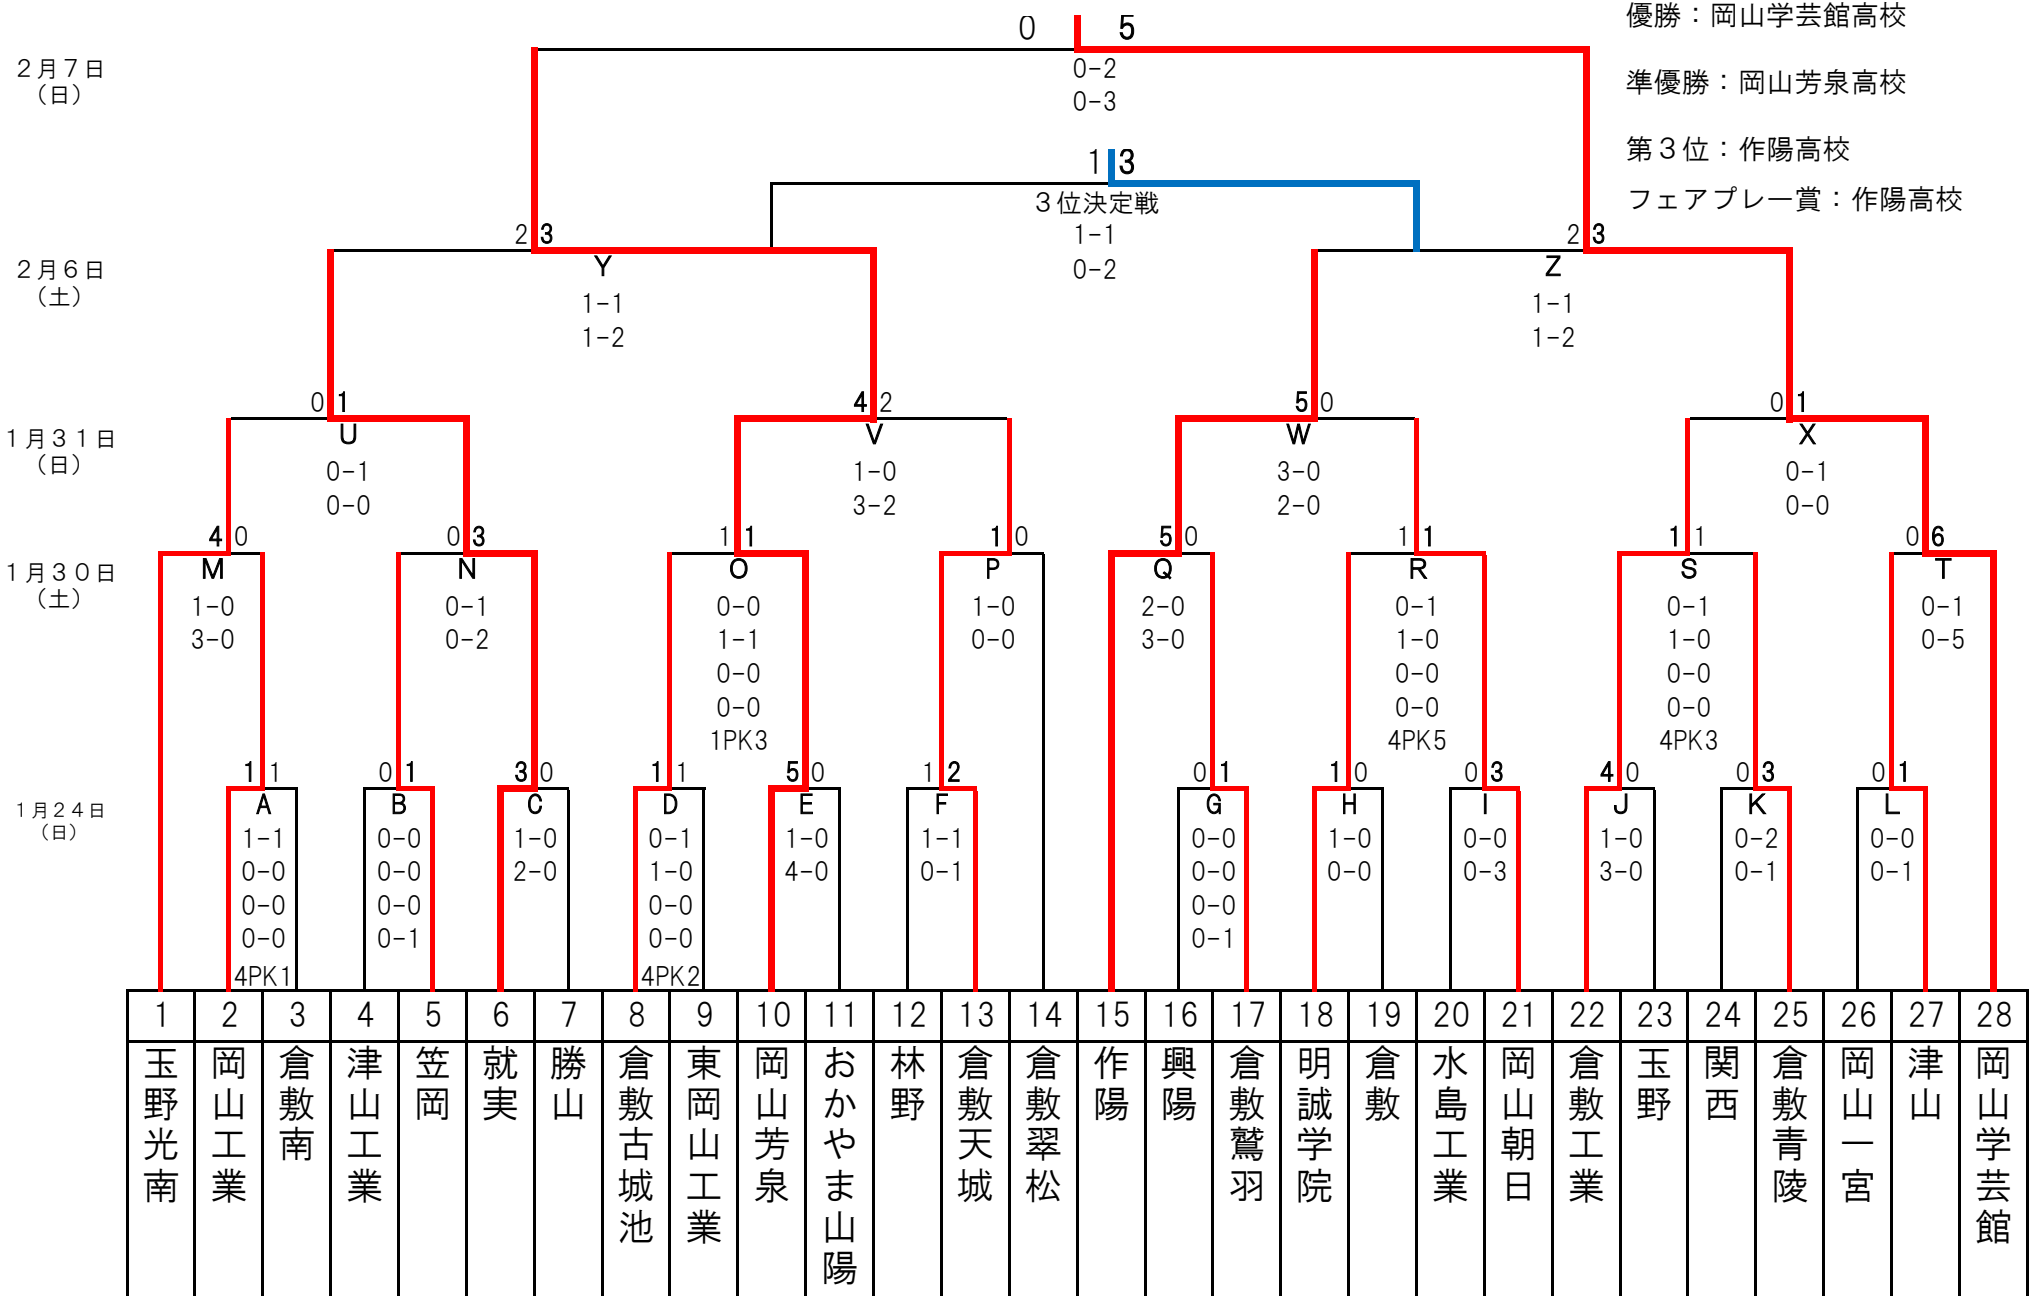 優勝：岡山学芸館高校
0 5
2月7日
（日）
0-2
0-3
準優勝：岡山芳泉高校
第3位：作陽高校
1 3
3位決定戦
1-1
0-2
フェアプレー賞：作陽高校
2月6日
（土）
2 3
Y
1-1
1-2
2 3
Z
1-1
1-2
1月31日
（日）
0 1
U
0-1
0-0
4 2
V
1-0
3-2
5 0
W
3-0
2-0
0 1
X
0-1
0-0
1月30日
（土）
4 0
M
1-0
3-0
0 3
N
0-1
0-2
1 1
O
0-0
1-1
0-0
0-0
1PK3
1 0
P
1-0
0-0
5 0
Q
2-0
3-0
1 1
R
0-1
1-0
0-0
0-0
4PK5
1 1
S
0-1
1-0
0-0
0-0
4PK3
0 6
T
0-1
0-5
1月24日
（日）
1 1
A
1-1
0-0
0-0
0-0
4PK1
0 1
B
0-0
0-0
0-0
0-1
3 0
C
1-0
2-0
1 1
D
0-1
1-0
0-0
0-0
4PK2
5 0
E
1-0
4-0
1 2
F
1-1
0-1
0 1
G
0-0
0-0
0-0
0-1
1 0
H
1-0
0-0
0 3
I
0-0
0-3
4 0
J
1-0
3-0
0 3
K
0-2
0-1
0 1
L
0-0
0-1
1 2 3 4 5 6 7 8 9 10 11 12 13 14 15 16 17 18 19 20 21 22 23 24 25 26 27 28
玉野光南
岡山工業
倉敷南
津山工業
笠岡
就実
勝山
倉敷古城池
東岡山工業
岡山芳泉
おかやま山陽
林野
倉敷天城
倉敷翠松
作陽
興陽
倉敷鷲羽
明誠学院
倉敷
水島工業
岡山朝日
倉敷工業
玉野
関西
倉敷青陵
岡山一宮
津山
岡山学芸館